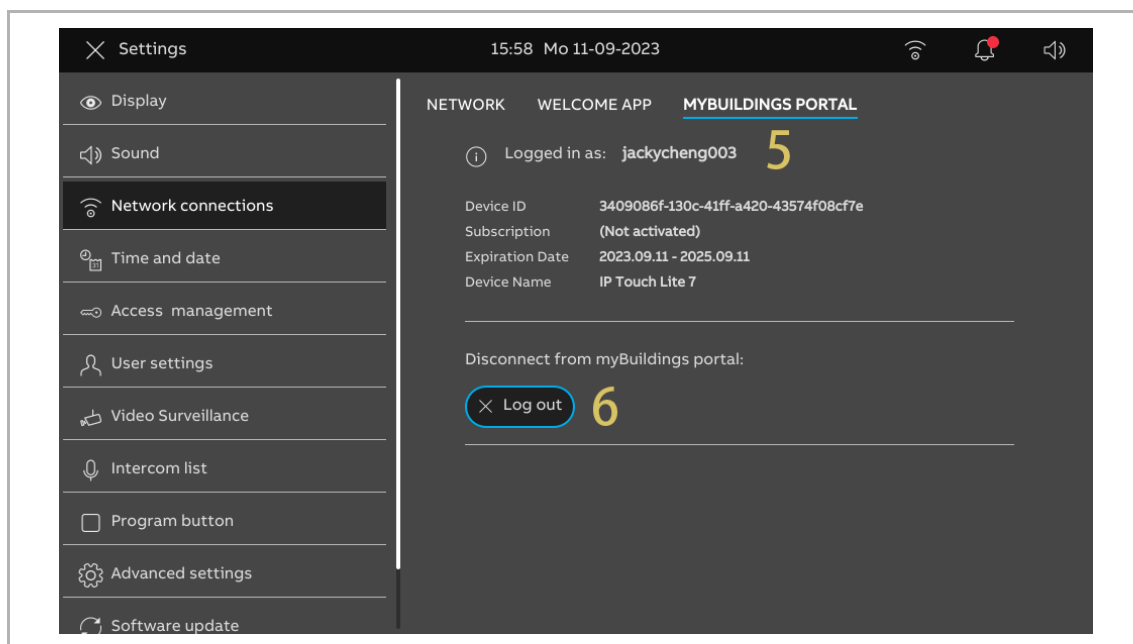 Settings 15:58 Mo 11-09-2023
Display
Sound
Network connections
Time and date
Access management
User settings
Video Surveillance
Intercom list
Program button
Advanced settings
Software update
NETWORK WELCOME APP MYBUILDINGS PORTAL
Logged in as: jackycheng003 5
Device ID 3409086f-130c-41ff-a420-43574f08cf7e
Subscription (Not activated)
Expiration Date 2023.09.11 - 2025.09.11
Device Name IP Touch Lite 7
Disconnect from myBuildings portal:
Log out 6